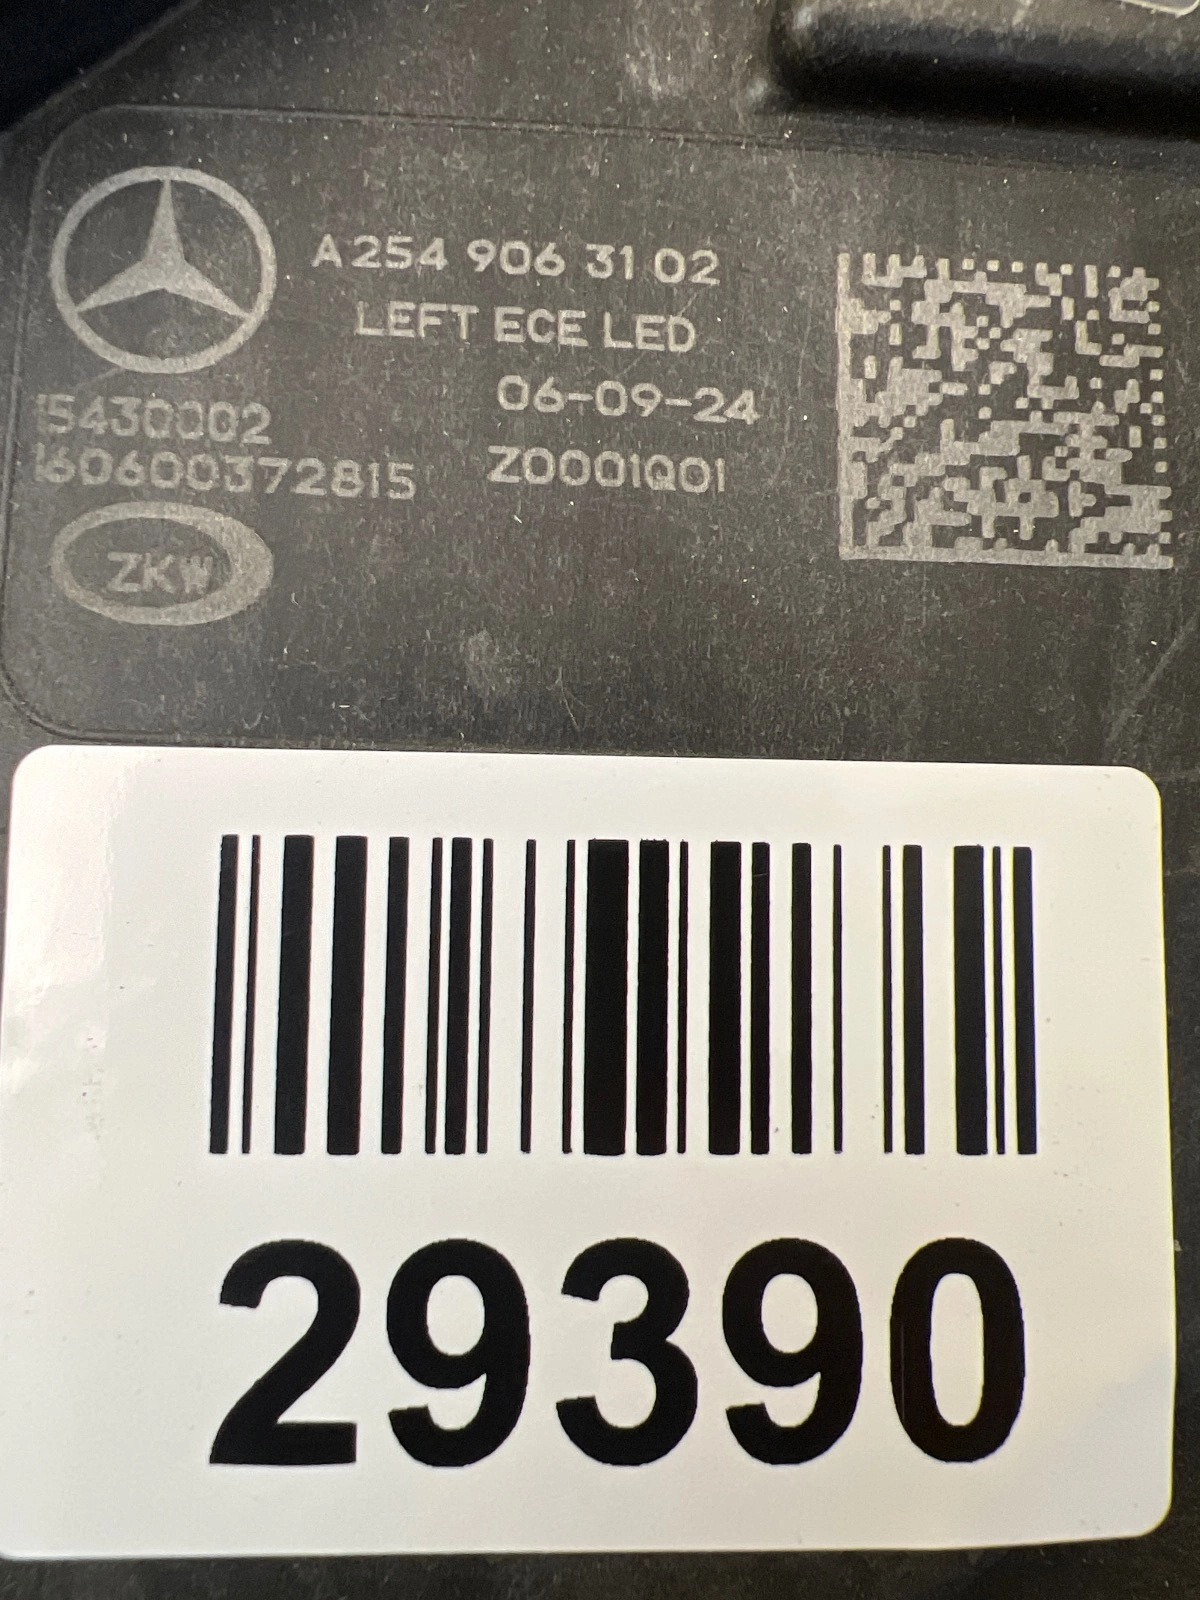 A 254 906 31 02
LEFT ECE LED
06-09-24
15430002
160600372815 Z0001Q01
ZKW
29390